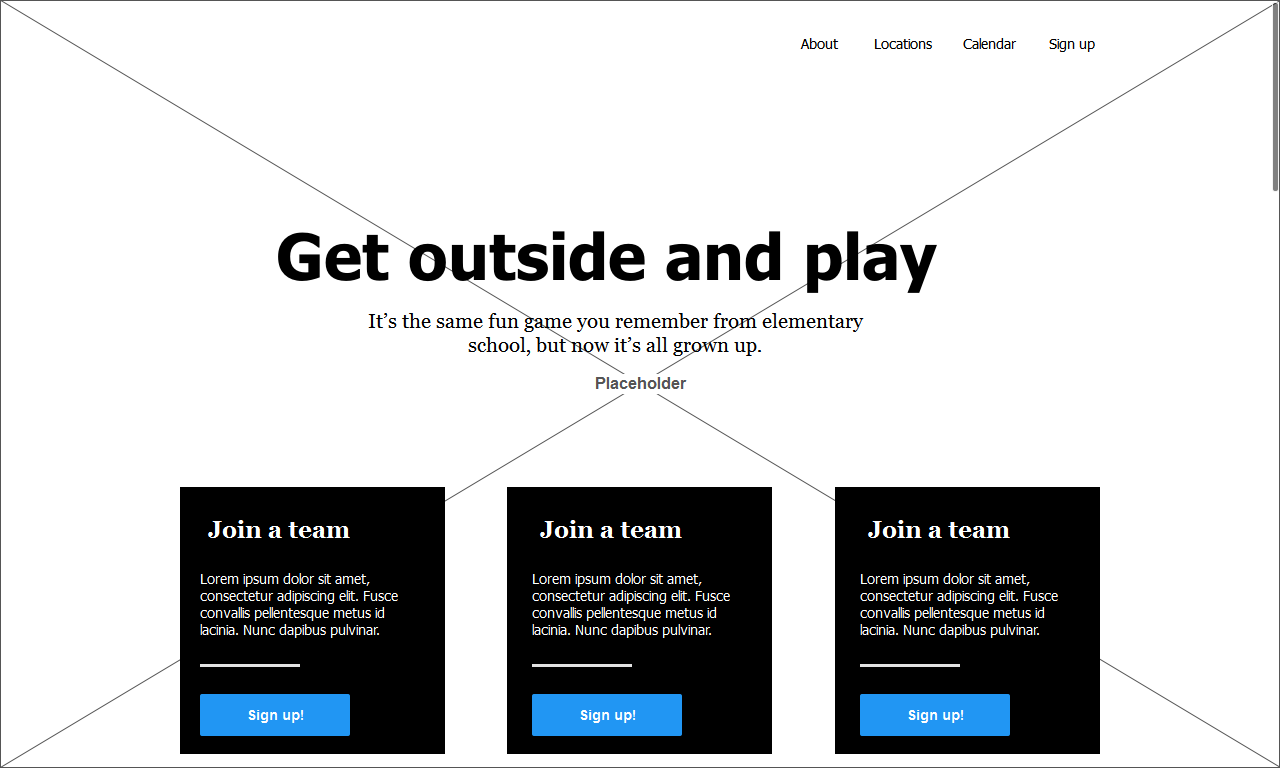 About Locations Calendar Sign up
Get outside and play
It’s the same fun game you remember from elementary
school, but now it’s all grown up.
Placeholder
Join a team
Lorem ipsum dolor sit amet,
consectetur adipiscing elit. Fusce
convallis pellentesque metus id
lacinia. Nunc dapibus pulvinar.
Sign up!
Join a team
Lorem ipsum dolor sit amet,
consectetur adipiscing elit. Fusce
convallis pellentesque metus id
lacinia. Nunc dapibus pulvinar.
Sign up!
Join a team
Lorem ipsum dolor sit amet,
consectetur adipiscing elit. Fusce
convallis pellentesque metus id
lacinia. Nunc dapibus pulvinar.
Sign up!